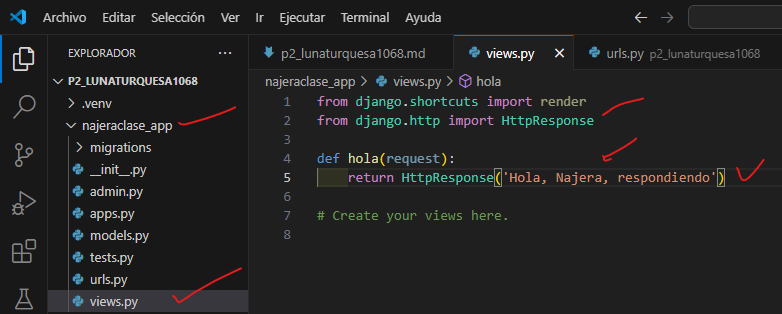 Archivo Editar Selección Ver Ir Ejecutar Terminal Ayuda
EXPLORADOR ...
P2_LUNATURQUESA1068
.venv
najeraclase_app
migrations
__init__.py
admin.py
apps.py
models.py
tests.py
urls.py
views.py
p2_lunaturquesa1068.md views.py urls.py p2_lunaturquesa1068
najeraclase_app > views.py > hola
1 from django.shortcuts import render
2 from django.http import HttpResponse
3
4 def hola(request):
5 return HttpResponse('Hola, Najera, respondiendo')
6
7 # Create your views here.
8